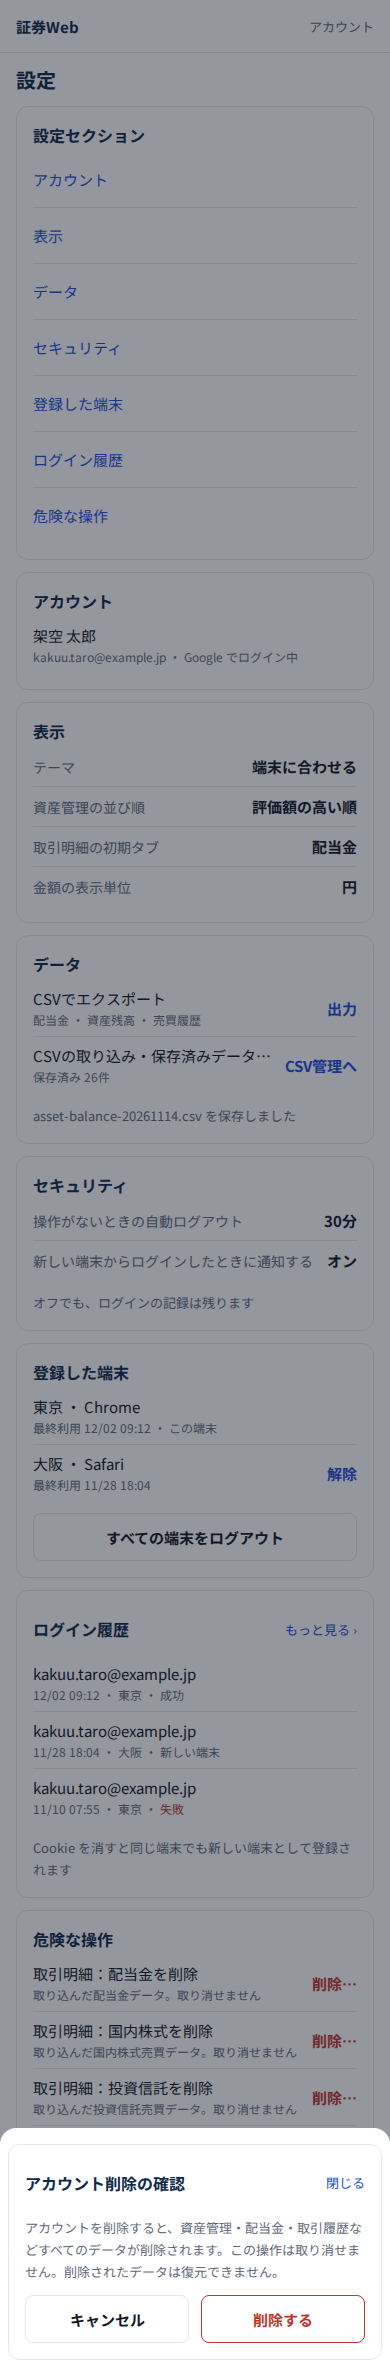 証券Web
アカウント
設定
設定セクション
アカウント
表示
データ
セキュリティ
登録した端末
ログイン履歴
危険な操作
アカウント
架空 太郎
kakuu.taro@example.jp ・ Google でログイン中
表示
テーマ 端末に合わせる
資産管理の並び順 評価額の高い順
取引明細の初期タブ 配当金
金額の表示単位 円
データ
CSVでエクスポート
配当金 ・ 資産残高 ・ 売買履歴
出力
CSVの取り込み・保存済みデータ…
保存済み 26件
CSV管理へ
asset-balance-20261114.csv を保存しました
セキュリティ
操作がないときの自動ログアウト 30分
新しい端末からログインしたときに通知する オン
オフでも、ログインの記録は残ります
登録した端末
東京 ・ Chrome
最終利用 12/02 09:12 ・ この端末
大阪 ・ Safari
最終利用 11/28 18:04
解除
すべての端末をログアウト
ログイン履歴 もっと見る ›
kakuu.taro@example.jp
12/02 09:12 ・ 東京 ・ 成功
kakuu.taro@example.jp
11/28 18:04 ・ 大阪 ・ 新しい端末
kakuu.taro@example.jp
11/10 07:55 ・ 東京 ・ 失敗
Cookie を消すと同じ端末でも新しい端末として登録さ
れます
危険な操作
取引明細：配当金を削除
取り込んだ配当金データ。取り消せません
削除…
取引明細：国内株式を削除
取り込んだ国内株式売買データ。取り消せません
削除…
取引明細：投資信託を削除
取り込んだ投資信託売買データ。取り消せません
削除…
アカウント削除の確認 閉じる
アカウントを削除すると、資産管理・配当金・取引履歴な
どすべてのデータが削除されます。この操作は取り消せま
せん。削除されたデータは復元できません。
キャンセル 削除する